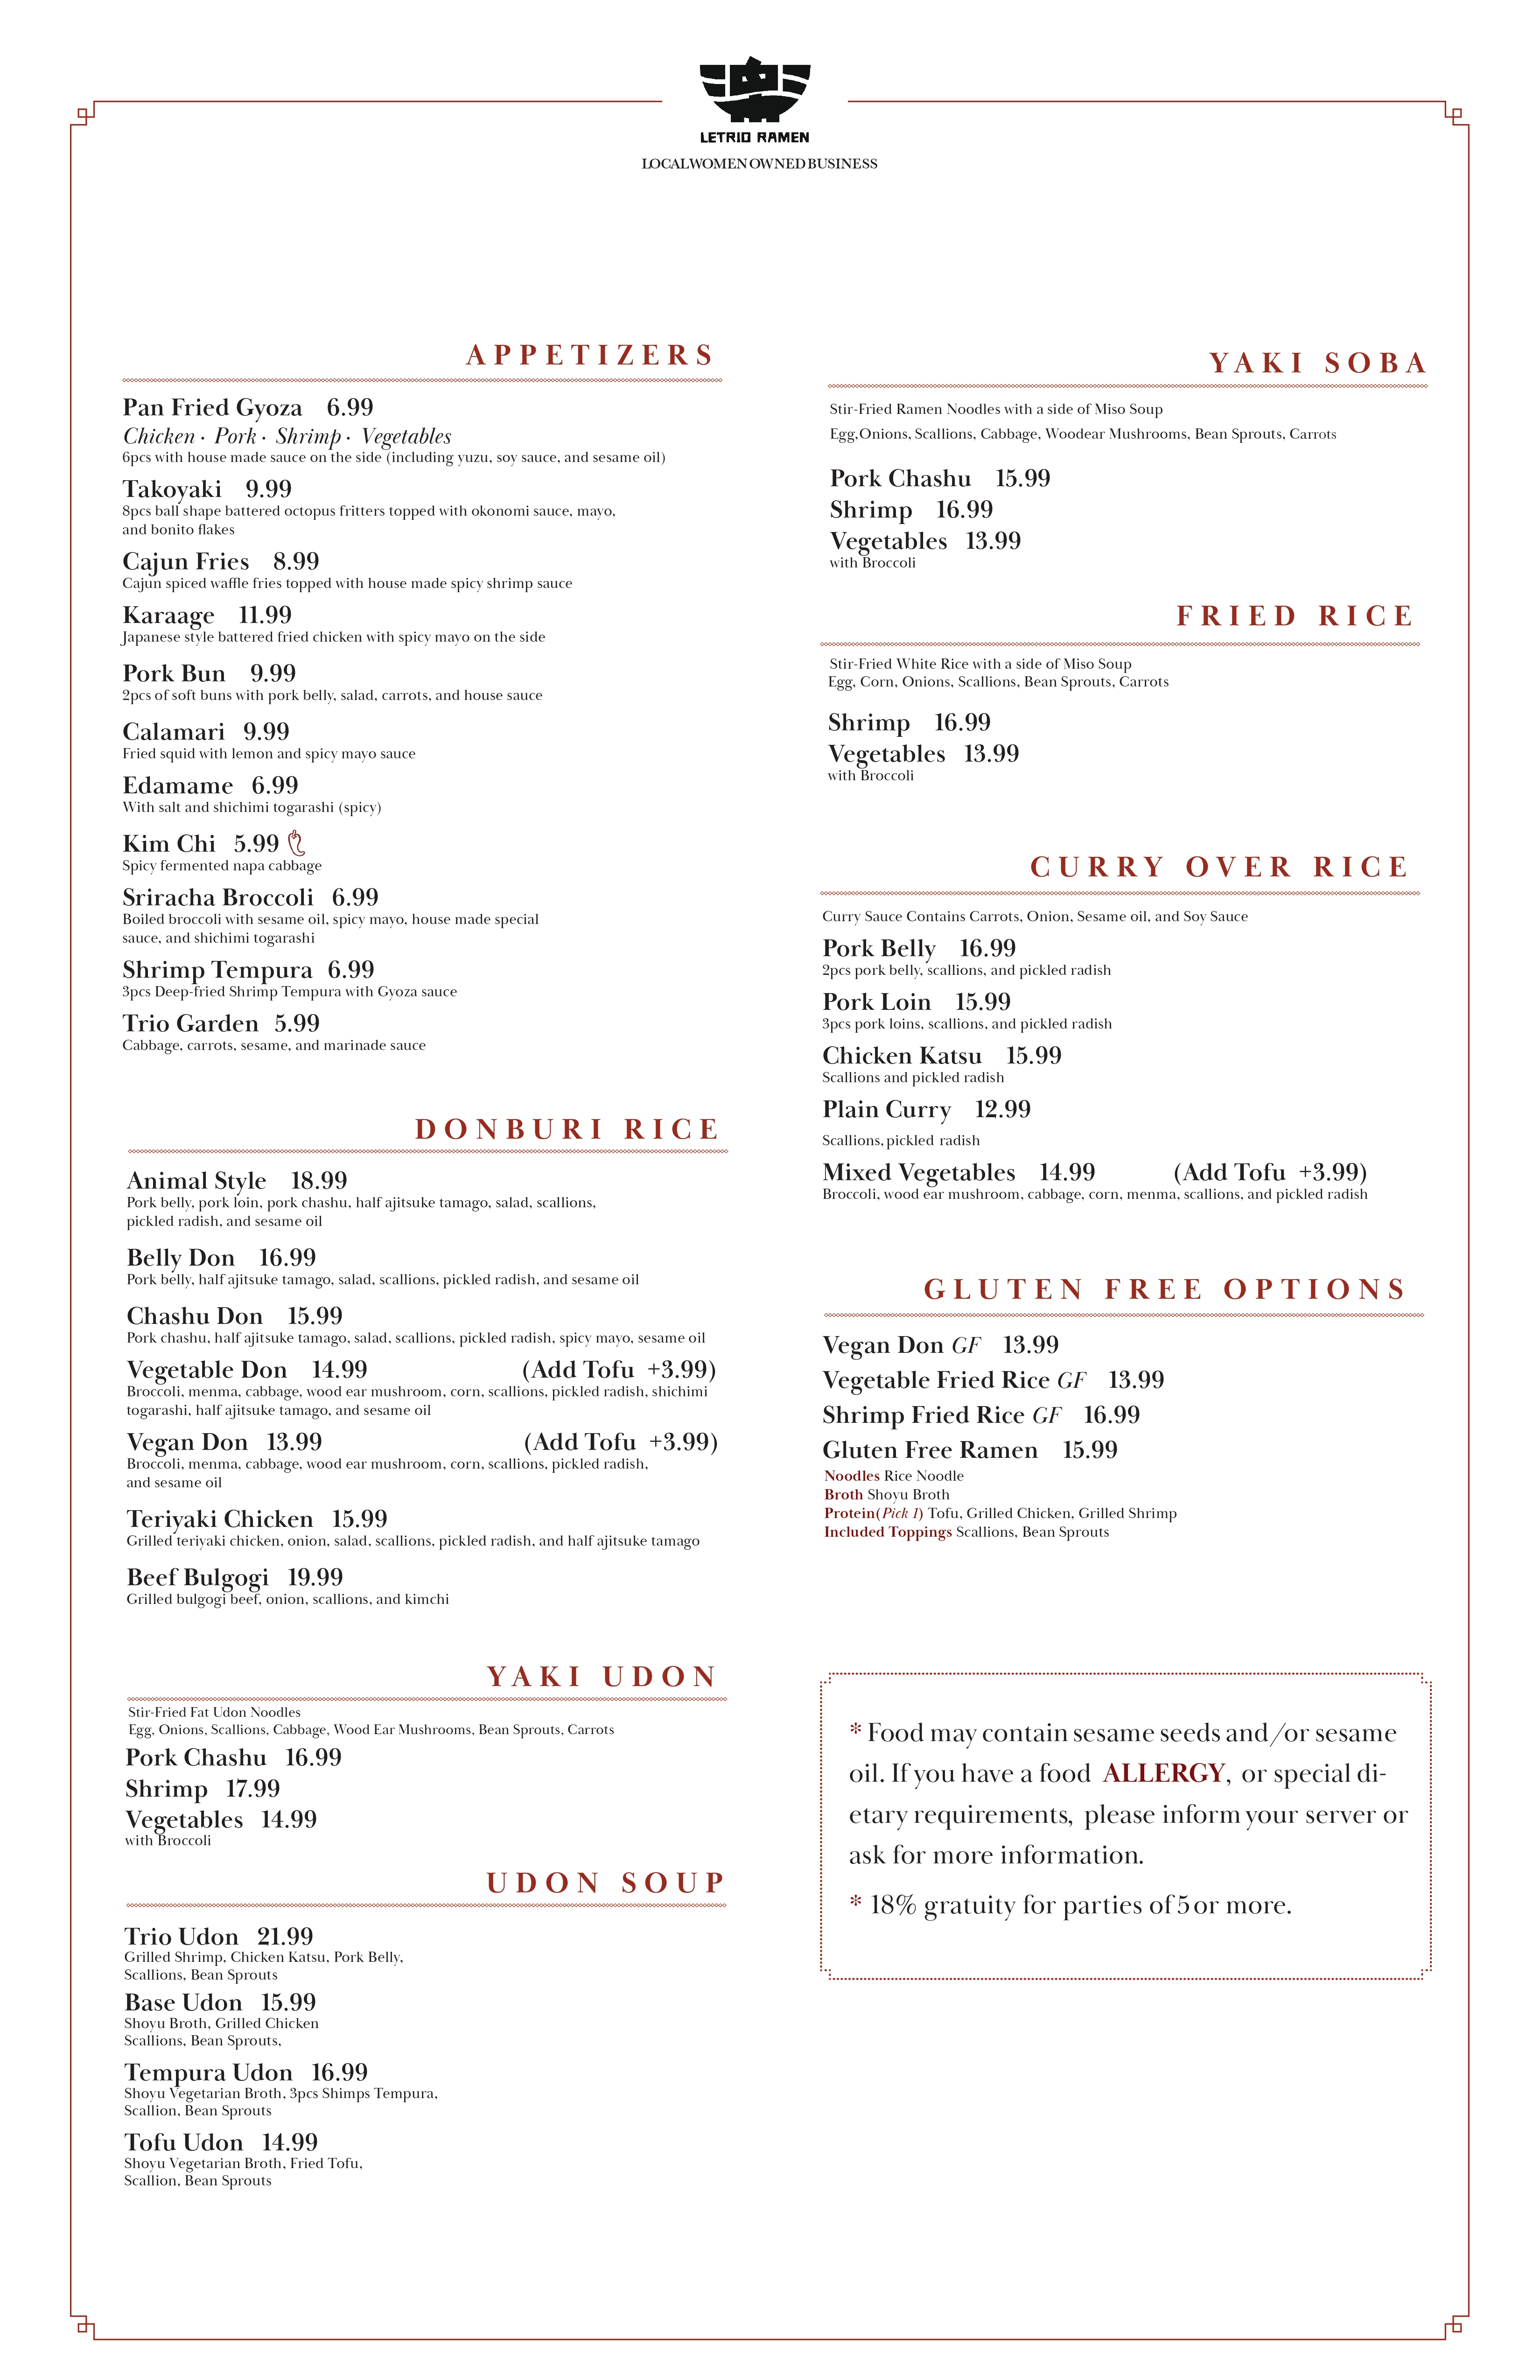 LETRIO RAMEN
LOCAL WOMEN OWNED BUSINESS
APPETIZERS
Pan Fried Gyoza 6.99
Chicken · Pork · Shrimp · Vegetables
6pcs with house made sauce on the side (including yuzu, soy sauce, and sesame oil)
Takoyaki 9.99
8pcs ball shape battered octopus fritters topped with okonomi sauce, mayo,
and bonito flakes
Cajun Fries 8.99
Cajun spiced waffle fries topped with house made spicy shrimp sauce
Karaage 11.99
Japanese style battered fried chicken with spicy mayo on the side
Pork Bun 9.99
2pcs of soft buns with pork belly, salad, carrots, and house sauce
Calamari 9.99
Fried squid with lemon and spicy mayo sauce
Edamame 6.99
With salt and shichimi togarashi (spicy)
Kim Chi 5.99
Spicy fermented napa cabbage
Sriracha Broccoli 6.99
Boiled broccoli with sesame oil, spicy mayo, house made special
sauce, and shichimi togarashi
Shrimp Tempura 6.99
3pcs Deep-fried Shrimp Tempura with Gyoza sauce
Trio Garden 5.99
Cabbage, carrots, sesame, and marinade sauce
DONBURI RICE
Animal Style 18.99
Pork belly, pork loin, pork chashu, half ajitsuke tamago, salad, scallions,
pickled radish, and sesame oil
Belly Don 16.99
Pork belly, half ajitsuke tamago, salad, scallions, pickled radish, and sesame oil
Chashu Don 15.99
Pork chashu, half ajitsuke tamago, salad, scallions, pickled radish, spicy mayo, sesame oil
Vegetable Don 14.99 (Add Tofu +3.99)
Broccoli, menma, cabbage, wood ear mushroom, corn, scallions, pickled radish, shichimi
togarashi, half ajitsuke tamago, and sesame oil
Vegan Don 13.99 (Add Tofu +3.99)
Broccoli, menma, cabbage, wood ear mushroom, corn, scallions, pickled radish,
and sesame oil
Teriyaki Chicken 15.99
Grilled teriyaki chicken, onion, salad, scallions, pickled radish, and half ajitsuke tamago
Beef Bulgogi 19.99
Grilled bulgogi beef, onion, scallions, and kimchi
YAKI UDON
Stir-Fried Fat Udon Noodles
Egg, Onions, Scallions, Cabbage, Wood Ear Mushrooms, Bean Sprouts, Carrots
Pork Chashu 16.99
Shrimp 17.99
Vegetables 14.99
with Broccoli
UDON SOUP
Trio Udon 21.99
Grilled Shrimp, Chicken Katsu, Pork Belly,
Scallions, Bean Sprouts
Base Udon 15.99
Shoyu Broth, Grilled Chicken
Scallions, Bean Sprouts,
Tempura Udon 16.99
Shoyu Vegetarian Broth, 3pcs Shimps Tempura,
Scallion, Bean Sprouts
Tofu Udon 14.99
Shoyu Vegetarian Broth, Fried Tofu,
Scallion, Bean Sprouts
YAKI SOBA
Stir-Fried Ramen Noodles with a side of Miso Soup
Egg,Onions, Scallions, Cabbage, Woodear Mushrooms, Bean Sprouts, Carrots
Pork Chashu 15.99
Shrimp 16.99
Vegetables 13.99
with Broccoli
FRIED RICE
Stir-Fried White Rice with a side of Miso Soup
Egg, Corn, Onions, Scallions, Bean Sprouts, Carrots
Shrimp 16.99
Vegetables 13.99
with Broccoli
CURRY OVER RICE
Curry Sauce Contains Carrots, Onion, Sesame oil, and Soy Sauce
Pork Belly 16.99
2pcs pork belly, scallions, and pickled radish
Pork Loin 15.99
3pcs pork loins, scallions, and pickled radish
Chicken Katsu 15.99
Scallions and pickled radish
Plain Curry 12.99
Scallions, pickled radish
Mixed Vegetables 14.99 (Add Tofu +3.99)
Broccoli, wood ear mushroom, cabbage, corn, menma, scallions, and pickled radish
GLUTEN FREE OPTIONS
Vegan Don GF 13.99
Vegetable Fried Rice GF 13.99
Shrimp Fried Rice GF 16.99
Gluten Free Ramen 15.99
Noodles Rice Noodle
Broth Shoyu Broth
Protein(Pick 1) Tofu, Grilled Chicken, Grilled Shrimp
Included Toppings Scallions, Bean Sprouts
* Food may contain sesame seeds and/or sesame
oil. If you have a food ALLERGY, or special di-
etary requirements, please inform your server or
ask for more information.
* 18% gratuity for parties of 5 or more.